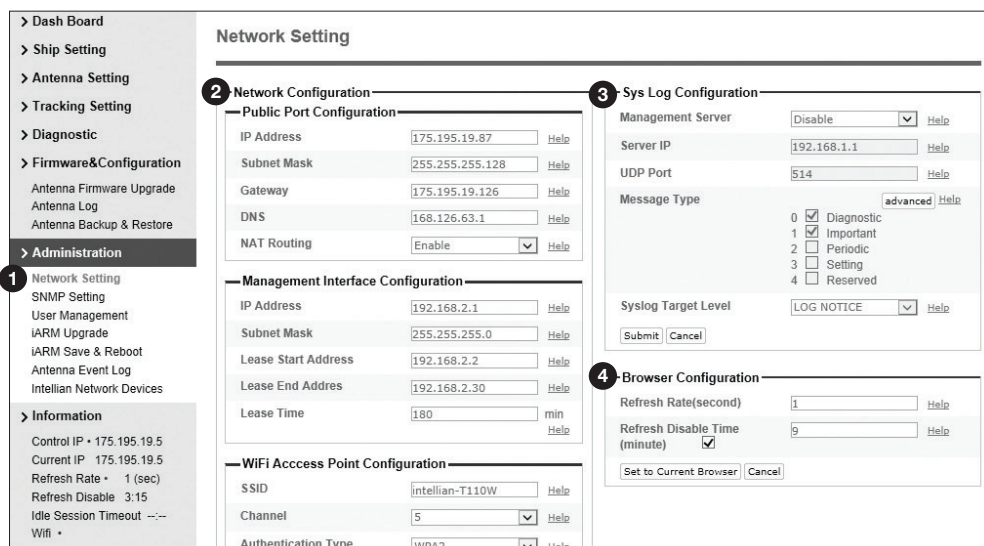 > Dash Board
> Ship Setting
> Antenna Setting
> Tracking Setting
> Diagnostic
> Firmware&Configuration
Antenna Firmware Upgrade
Antenna Log
Antenna Backup & Restore
> Administration
1 Network Setting
SNMP Setting
User Management
iARM Upgrade
iARM Save & Reboot
Antenna Event Log
Intellian Network Devices
> Information
Control IP • 175.195.19.5
Current IP 175.195.19.5
Refresh Rate • 1 (sec)
Refresh Disable 3:15
Idle Session Timeout --:--
Wifi •
Network Setting
2 Network Configuration
Public Port Configuration
IP Address 175.195.19.87 Help
Subnet Mask 255.255.255.128 Help
Gateway 175.195.19.126 Help
DNS 168.126.63.1 Help
NAT Routing Enable Help
Management Interface Configuration
IP Address 192.168.2.1 Help
Subnet Mask 255.255.255.0 Help
Lease Start Address 192.168.2.2 Help
Lease End Addres 192.168.2.30 Help
Lease Time 180 min
Help
WiFi Acccess Point Configuration
SSID intellian-T110W Help
Channel 5 Help
Authentication Type WPA2 Help
3 Sys Log Configuration
Management Server Disable Help
Server IP 192.168.1.1 Help
UDP Port 514 Help
Message Type advanced Help
0 Diagnostic
1 Important
2 Periodic
3 Setting
4 Reserved
Syslog Target Level LOG NOTICE Help
Submit Cancel
4 Browser Configuration
Refresh Rate(second) 1 Help
Refresh Disable Time
(minute) 9 Help
Set to Current Browser Cancel